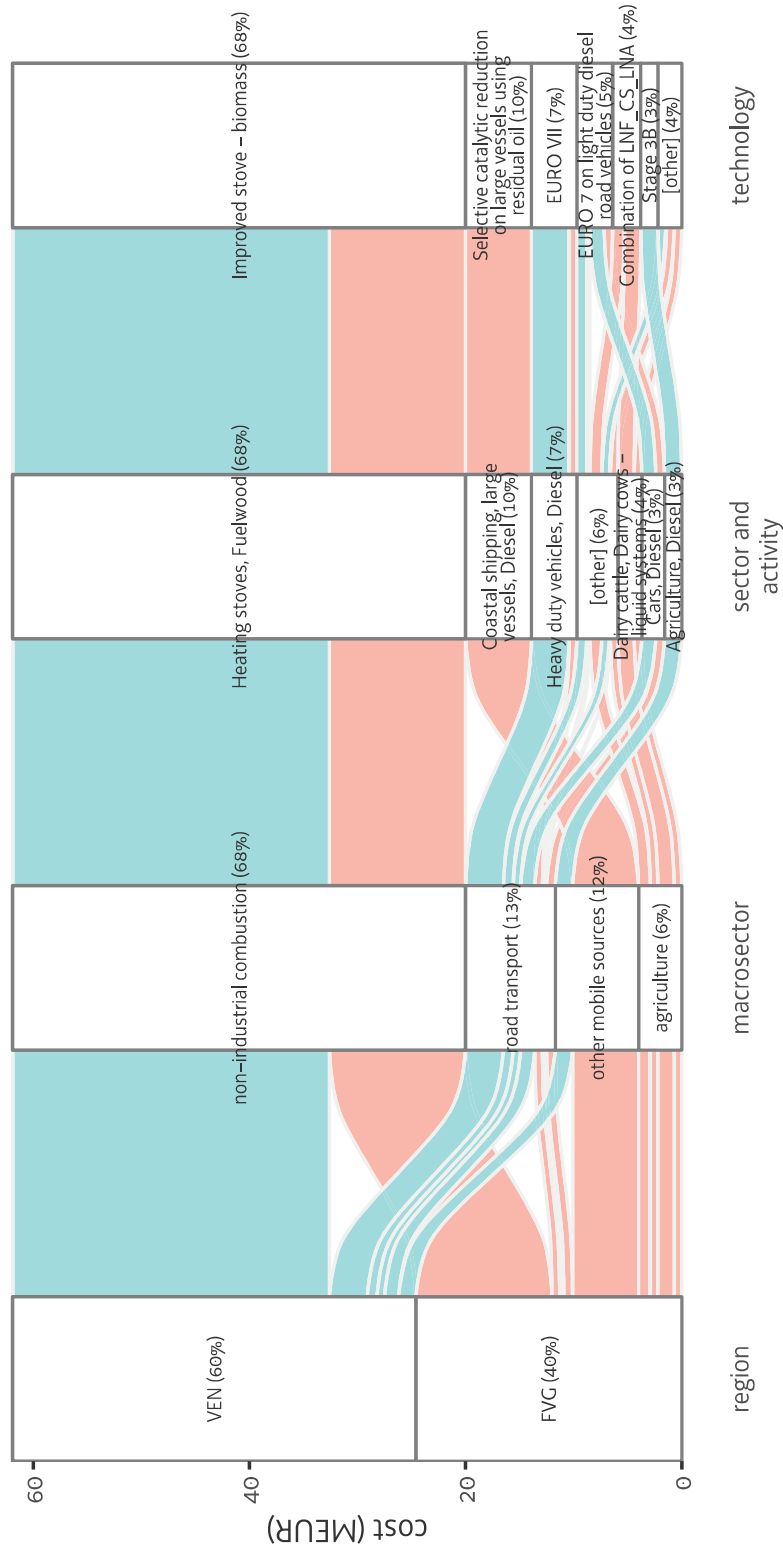 cost (MEUR)
60
40
20
0
VEN (60%)
FVG (40%)
non−industrial combustion (68%)
road transport (13%)
other mobile sources (12%)
agriculture (6%)
Heating stoves, Fuelwood (68%)
Coastal shipping, large
vessels, Diesel (10%)
Heavy duty vehicles, Diesel (7%)
[other] (6%)
Dairy cattle, Dairy cows −
liquid systems (4%)
Cars, Diesel (3%)
Agriculture, Diesel (3%)
Improved stove − biomass (68%)
Selective catalytic reduction
on large vessels using
residual oil (10%)
EURO VII (7%)
EURO 7 on light duty diesel
road vehicles (5%)
Combination of LNF_CS_LNA (4%)
Stage 3B (3%)
[other] (4%)
region
macrosector
sector and
activity
technology